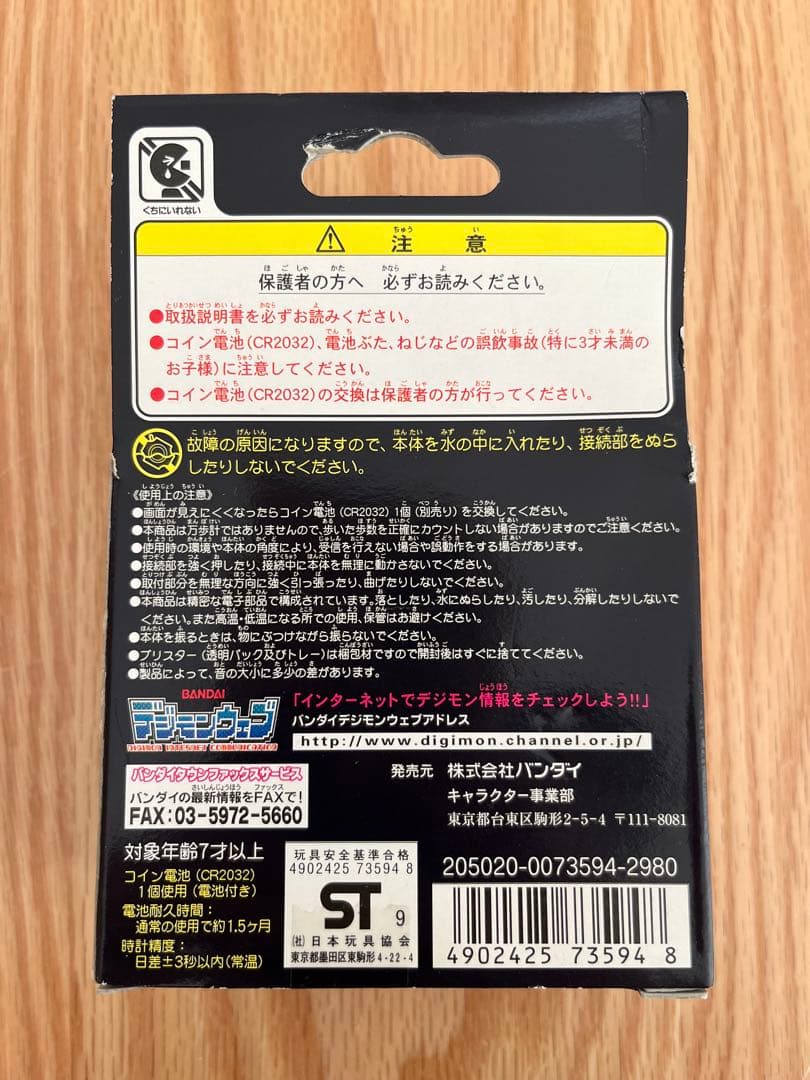 くちにいれない
⚠ 注意
保護者の方へ 必ずお読みください。
●取扱説明書を必ずお読みください。
●コイン電池(CR2032)、電池ぶた、ねじなどの誤飲事故(特に3才未満の
お子様)に注意してください。
●コイン電池(CR2032)の交換は保護者の方が行ってください。
故障の原因になりますので、本体を水の中に入れたり、接続部をぬら
したりしないでください。
《使用上の注意》
●画面が見えにくくなったらコイン電池(CR2032)1個(別売り)を交換してください。
●本商品は万歩計ではありませんので、歩いた歩数を正確にカウントしない場合がありますのでご注意ください。
●使用時の環境や本体の角度により、受信を行えない場合や誤動作をする場合があります。
●接続部を強く押したり、接続中に本体を無理に動かさないでください。
●取付部分を無理な方向に強く引っ張ったり、曲げたりしないでください。
●本商品は精密な電子部品で構成されています。落としたり、水にぬらしたり、汚したり、分解したりしないで
ください。また高温・低温になる所での使用、保管はお避けください。
●本体を振るときは、物にぶつけながら振らないでください。
●ブリスター(透明パック及びトレー)は梱包材ですので開封後はすぐに捨ててください。
●製品によって、音の大小に多少の差があります。
BANDAI
デジモンウェブ
DIGIMON INTERNET COMMUNICATION
「インターネットでデジモン情報をチェックしよう!!」
バンダイデジモンウェブアドレス
http://www.digimon.channel.or.jp/
バンダイタウンファックスサービス
バンダイの最新情報をFAXで!
FAX:03-5972-5660
発売元 株式会社バンダイ
キャラクター事業部
東京都台東区駒形2-5-4 〒111-8081
対象年齢7才以上
コイン電池(CR2032)
1個使用(電池付き)
電池耐久時間:
通常の使用で約1.5ヶ月
時計精度:
日差±3秒以内(常温)
玩具安全基準合格
4902425 73594 8
ST 9
(社)日本玩具協会
東京都墨田区東駒形4-22-4
205020-0073594-2980
4902425 735948